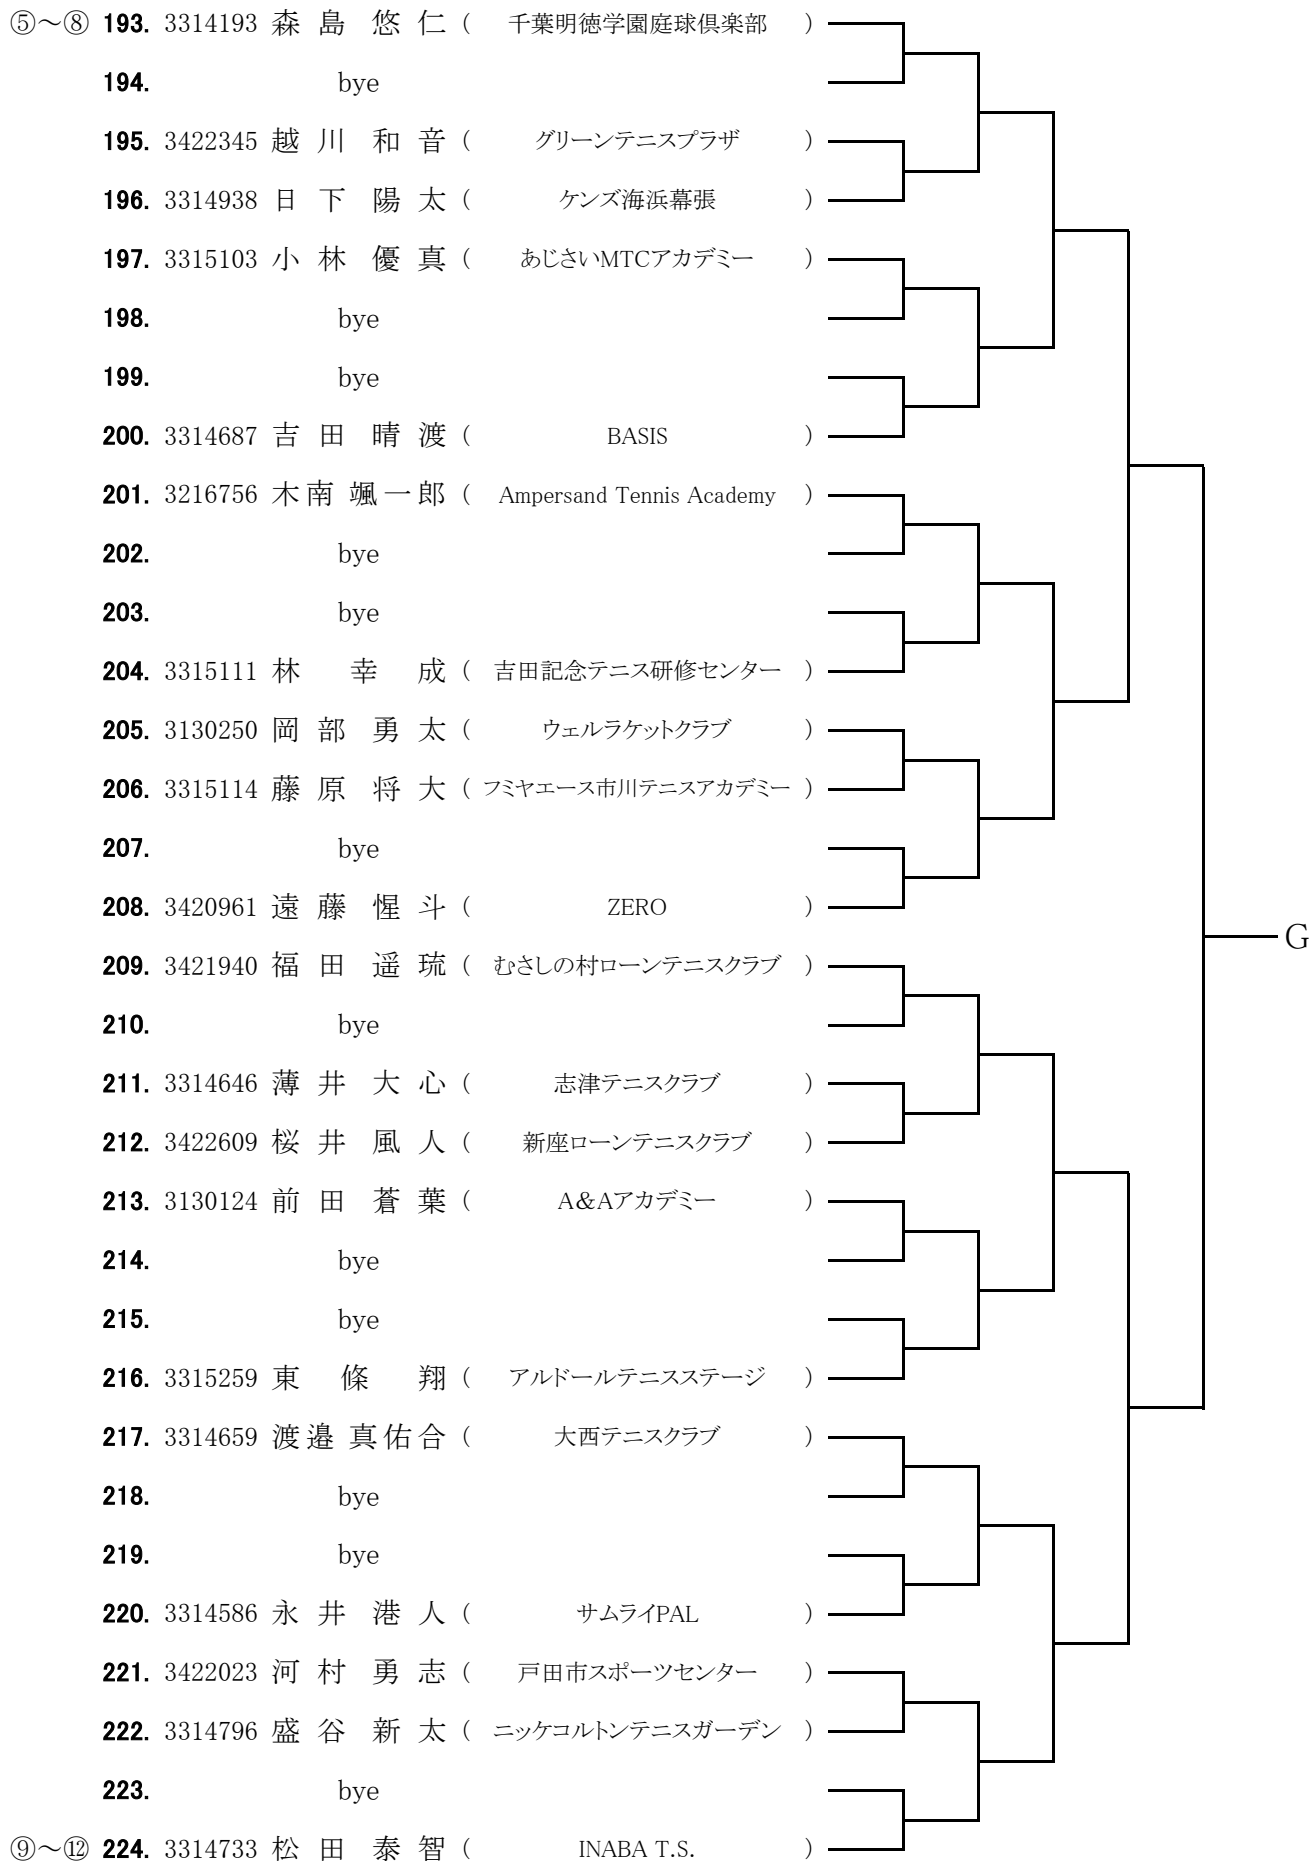 ⑤～⑧ 193. 3314193 森 島 悠 仁 ( 千葉明徳学園庭球倶楽部 )
194. bye
195. 3422345 越 川 和 音 ( グリーンテニスプラザ )
196. 3314938 日 下 陽 太 ( ケンズ海浜幕張 )
197. 3315103 小 林 優 真 ( あじさいMTCアカデミー )
198. bye
199. bye
200. 3314687 吉 田 晴 渡 ( BASIS )
201. 3216756 木南 颯一郎 ( Ampersand Tennis Academy )
202. bye
203. bye
204. 3315111 林 幸 成 ( 吉田記念テニス研修センター )
205. 3130250 岡 部 勇 太 ( ウェルラケットクラブ )
206. 3315114 藤 原 将 大 ( フミヤエース市川テニスアカデミー )
207. bye
208. 3420961 遠 藤 惺 斗 ( ZERO )
G
209. 3421940 福 田 遥 琉 ( むさしの村ローンテニスクラブ )
210. bye
211. 3314646 薄 井 大 心 ( 志津テニスクラブ )
212. 3422609 桜 井 風 人 ( 新座ローンテニスクラブ )
213. 3130124 前 田 蒼 葉 ( A&Aアカデミー )
214. bye
215. bye
216. 3315259 東 條 翔 ( アルドールテニスステージ )
217. 3314659 渡邉 真佑合 ( 大西テニスクラブ )
218. bye
219. bye
220. 3314586 永 井 港 人 ( サムライPAL )
221. 3422023 河 村 勇 志 ( 戸田市スポーツセンター )
222. 3314796 盛 谷 新 太 ( ニッケコルトンテニスガーデン )
223. bye
⑨～⑫ 224. 3314733 松 田 泰 智 ( INABA T.S. )